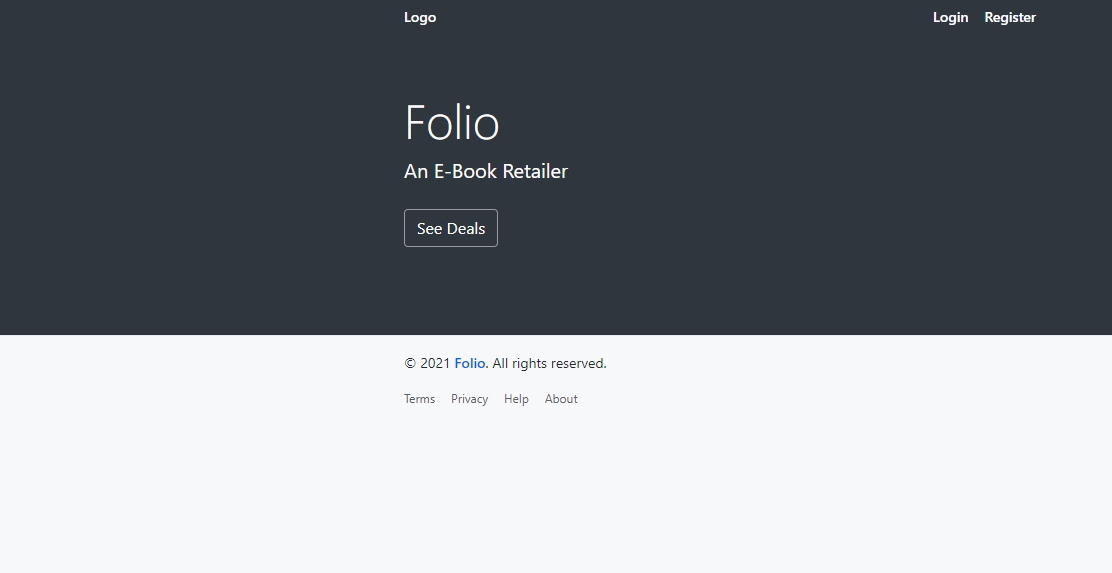 Logo Login Register
Folio
An E-Book Retailer
See Deals
© 2021 Folio. All rights reserved.
Terms Privacy Help About